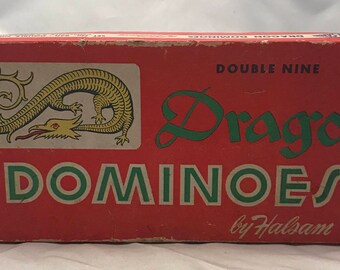 DOUBLE NINE
Drago
DOMINOES
by Halsam